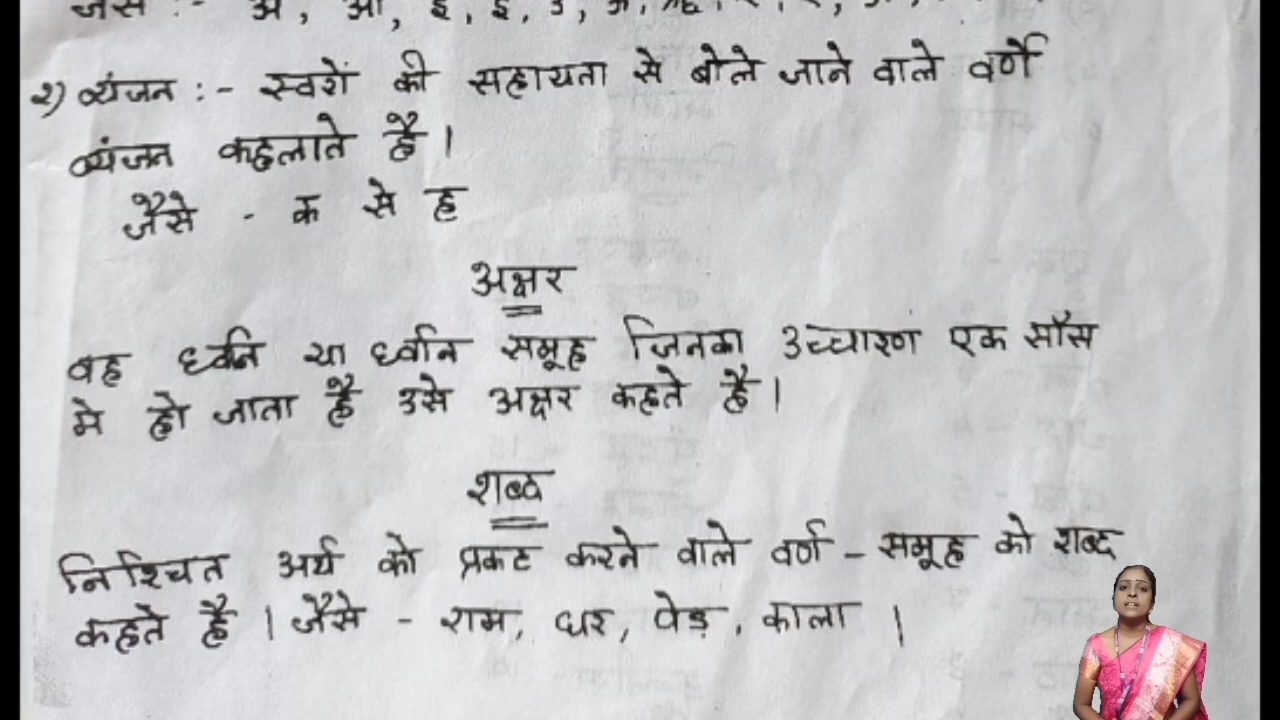 जैसे :- अ, आ, इ, ई, उ, ऊ,
२) व्यंजन :- स्वरों की सहायता से बोले जाने वाले वर्ण
व्यंजन कहलाते है।
जैसे - क से ह
अक्षर
वह ध्वनि या ध्वनि समूह जिनका उच्चारण एक साँस
मे हो जाता है उसे अक्षर कहते है।
शब्द
निश्चित अर्थ को प्रकट करने वाले वर्ण - समूह को शब्द
कहते है । जैसे - राम, घर, पेड़, काला ।